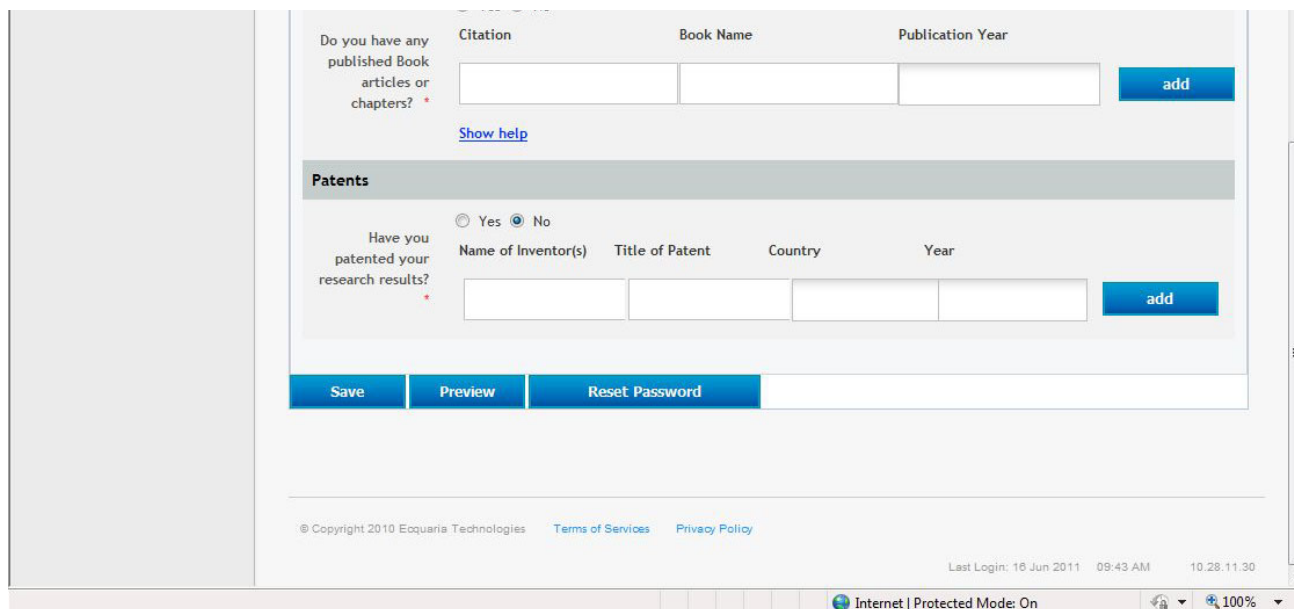 Do you have any
published Book
articles or
chapters? *
Citation Book Name Publication Year
add
Show help
Patents
Yes No
Have you
patented your
research results?
*
Name of Inventor(s) Title of Patent Country Year
add
Save Preview Reset Password
© Copyright 2010 Ecquaria Technologies Terms of Services Privacy Policy
Last Login: 16 Jun 2011 09:43 AM 10.28.11.30
Internet | Protected Mode: On 100%